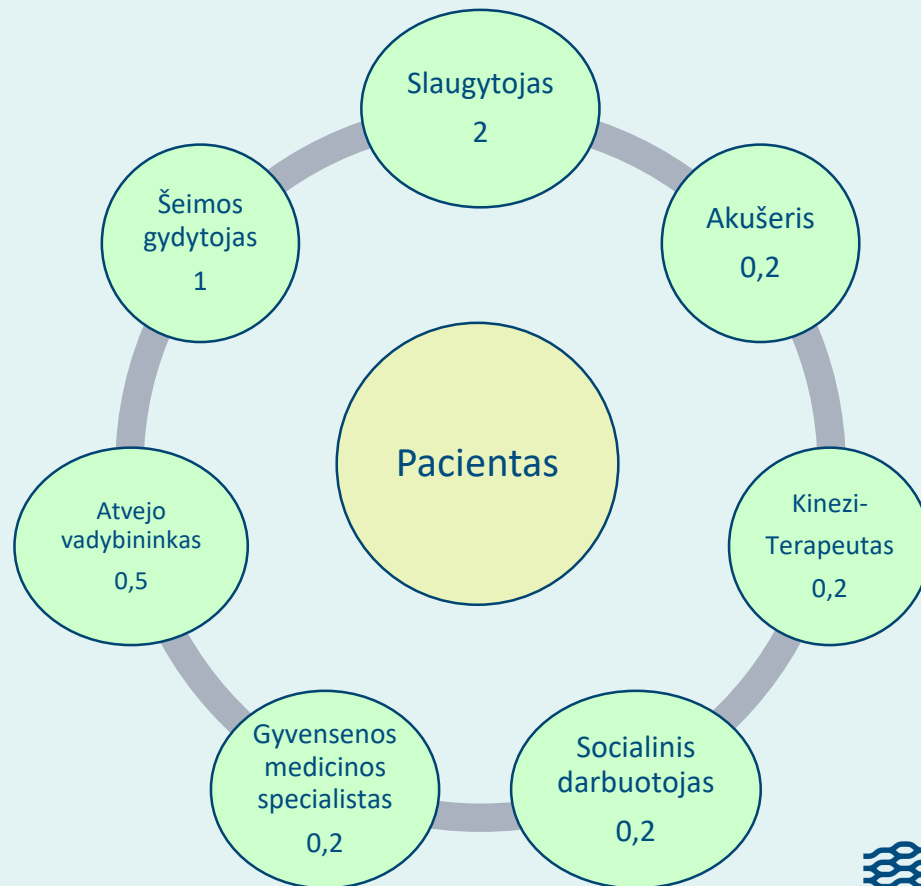 Slaugytojas
2
Akušeris
0,2
Kinezi-
Terapeutas
0,2
Socialinis
darbuotojas
0,2
Gyvensenos
medicinos
specialistas
0,2
Atvejo
vadybininkas
0,5
Šeimos
gydytojas
1
Pacientas